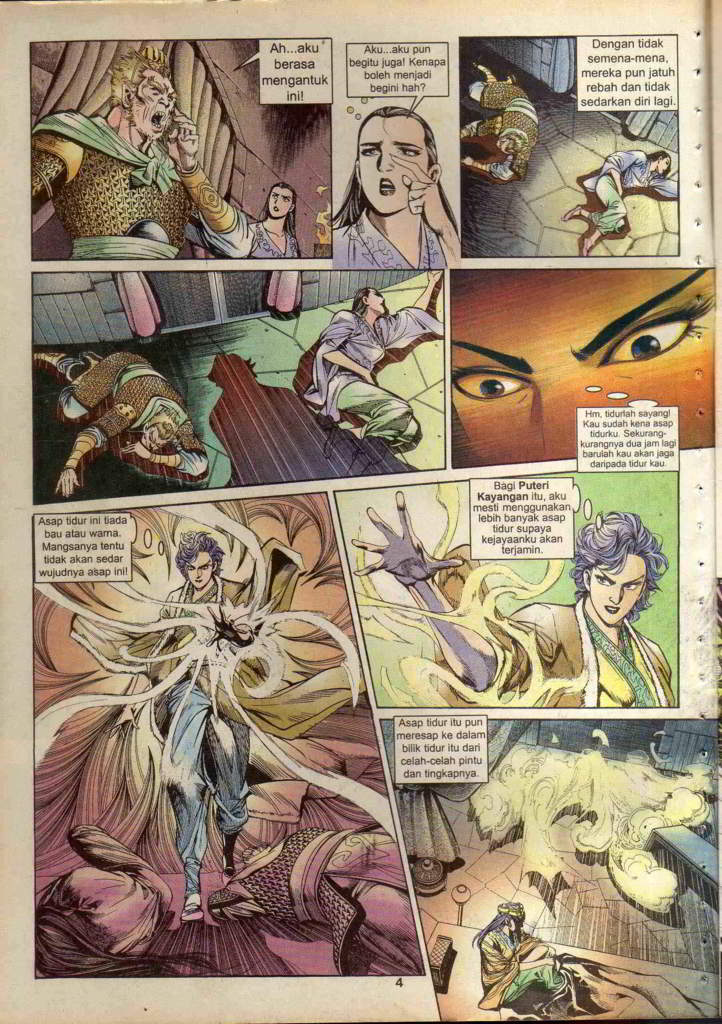 Ah...aku
berasa
mengantuk
ini!
Aku...aku pun
begitu juga! Kenapa
boleh menjadi
begini hah?
Dengan tidak
semena-mena,
mereka pun jatuh
rebah dan tidak
sedarkan diri lagi.
Hm, tidurlah sayang!
Kau sudah kena asap
tidurku. Sekurang-
kurangnya dua jam lagi
barulah kau akan jaga
daripada tidur kau.
Asap tidur ini tiada
bau atau warna.
Mangsanya tentu
tidak akan sedar
wujudnya asap ini!
Bagi Puteri
Kayangan itu, aku
mesti menggunakan
lebih banyak asap
tidur supaya
kejayaanku akan
terjamin.
Asap tidur itu pun
meresap ke dalam
bilik tidur itu dari
celah-celah pintu
dan tingkapnya.
4